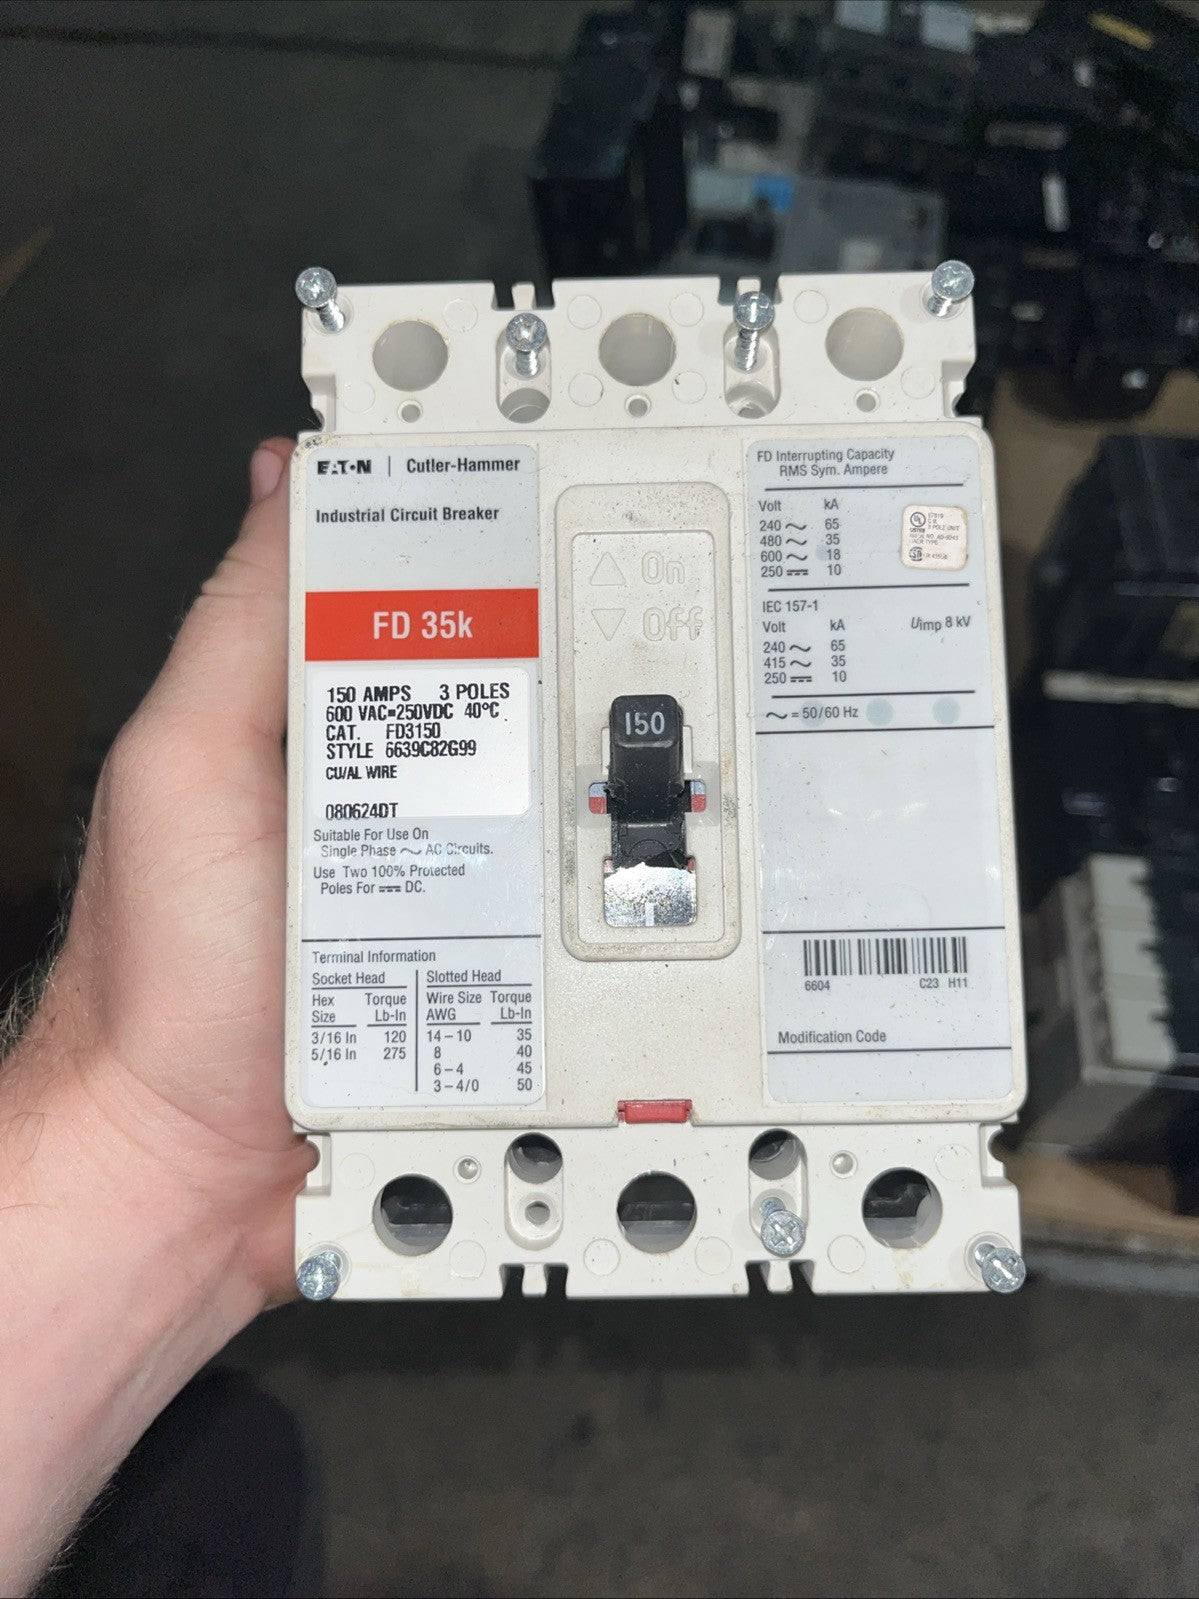 EATON | Cutler-Hammer
Industrial Circuit Breaker
FD 35k
150 AMPS 3 POLES
600 VAC=250VDC 40°C
CAT. FD3150
STYLE 6639C82G99
CU/AL WIRE
080624DT
Suitable For Use On
Single Phase ~ AC Circuits.
Use Two 100% Protected
Poles For ⎓ DC.
Terminal Information
Socket Head
Hex Size Torque Lb-In
3/16 In 120
5/16 In 275
Slotted Head
Wire Size AWG Torque Lb-In
14-10 35
8 40
6-4 45
3-4/0 50
On
Off
150
FD Interrupting Capacity
RMS Sym. Ampere
Volt kA
240 ~ 65
480 ~ 35
600 ~ 18
250 ⎓ 10
UL
LISTED
3 POLE UNIT
IEC 157-1
Volt kA Uimp 8 kV
240 ~ 65
415 ~ 35
250 ⎓ 10
~ = 50/60 Hz
6604 C23 H11
Modification Code